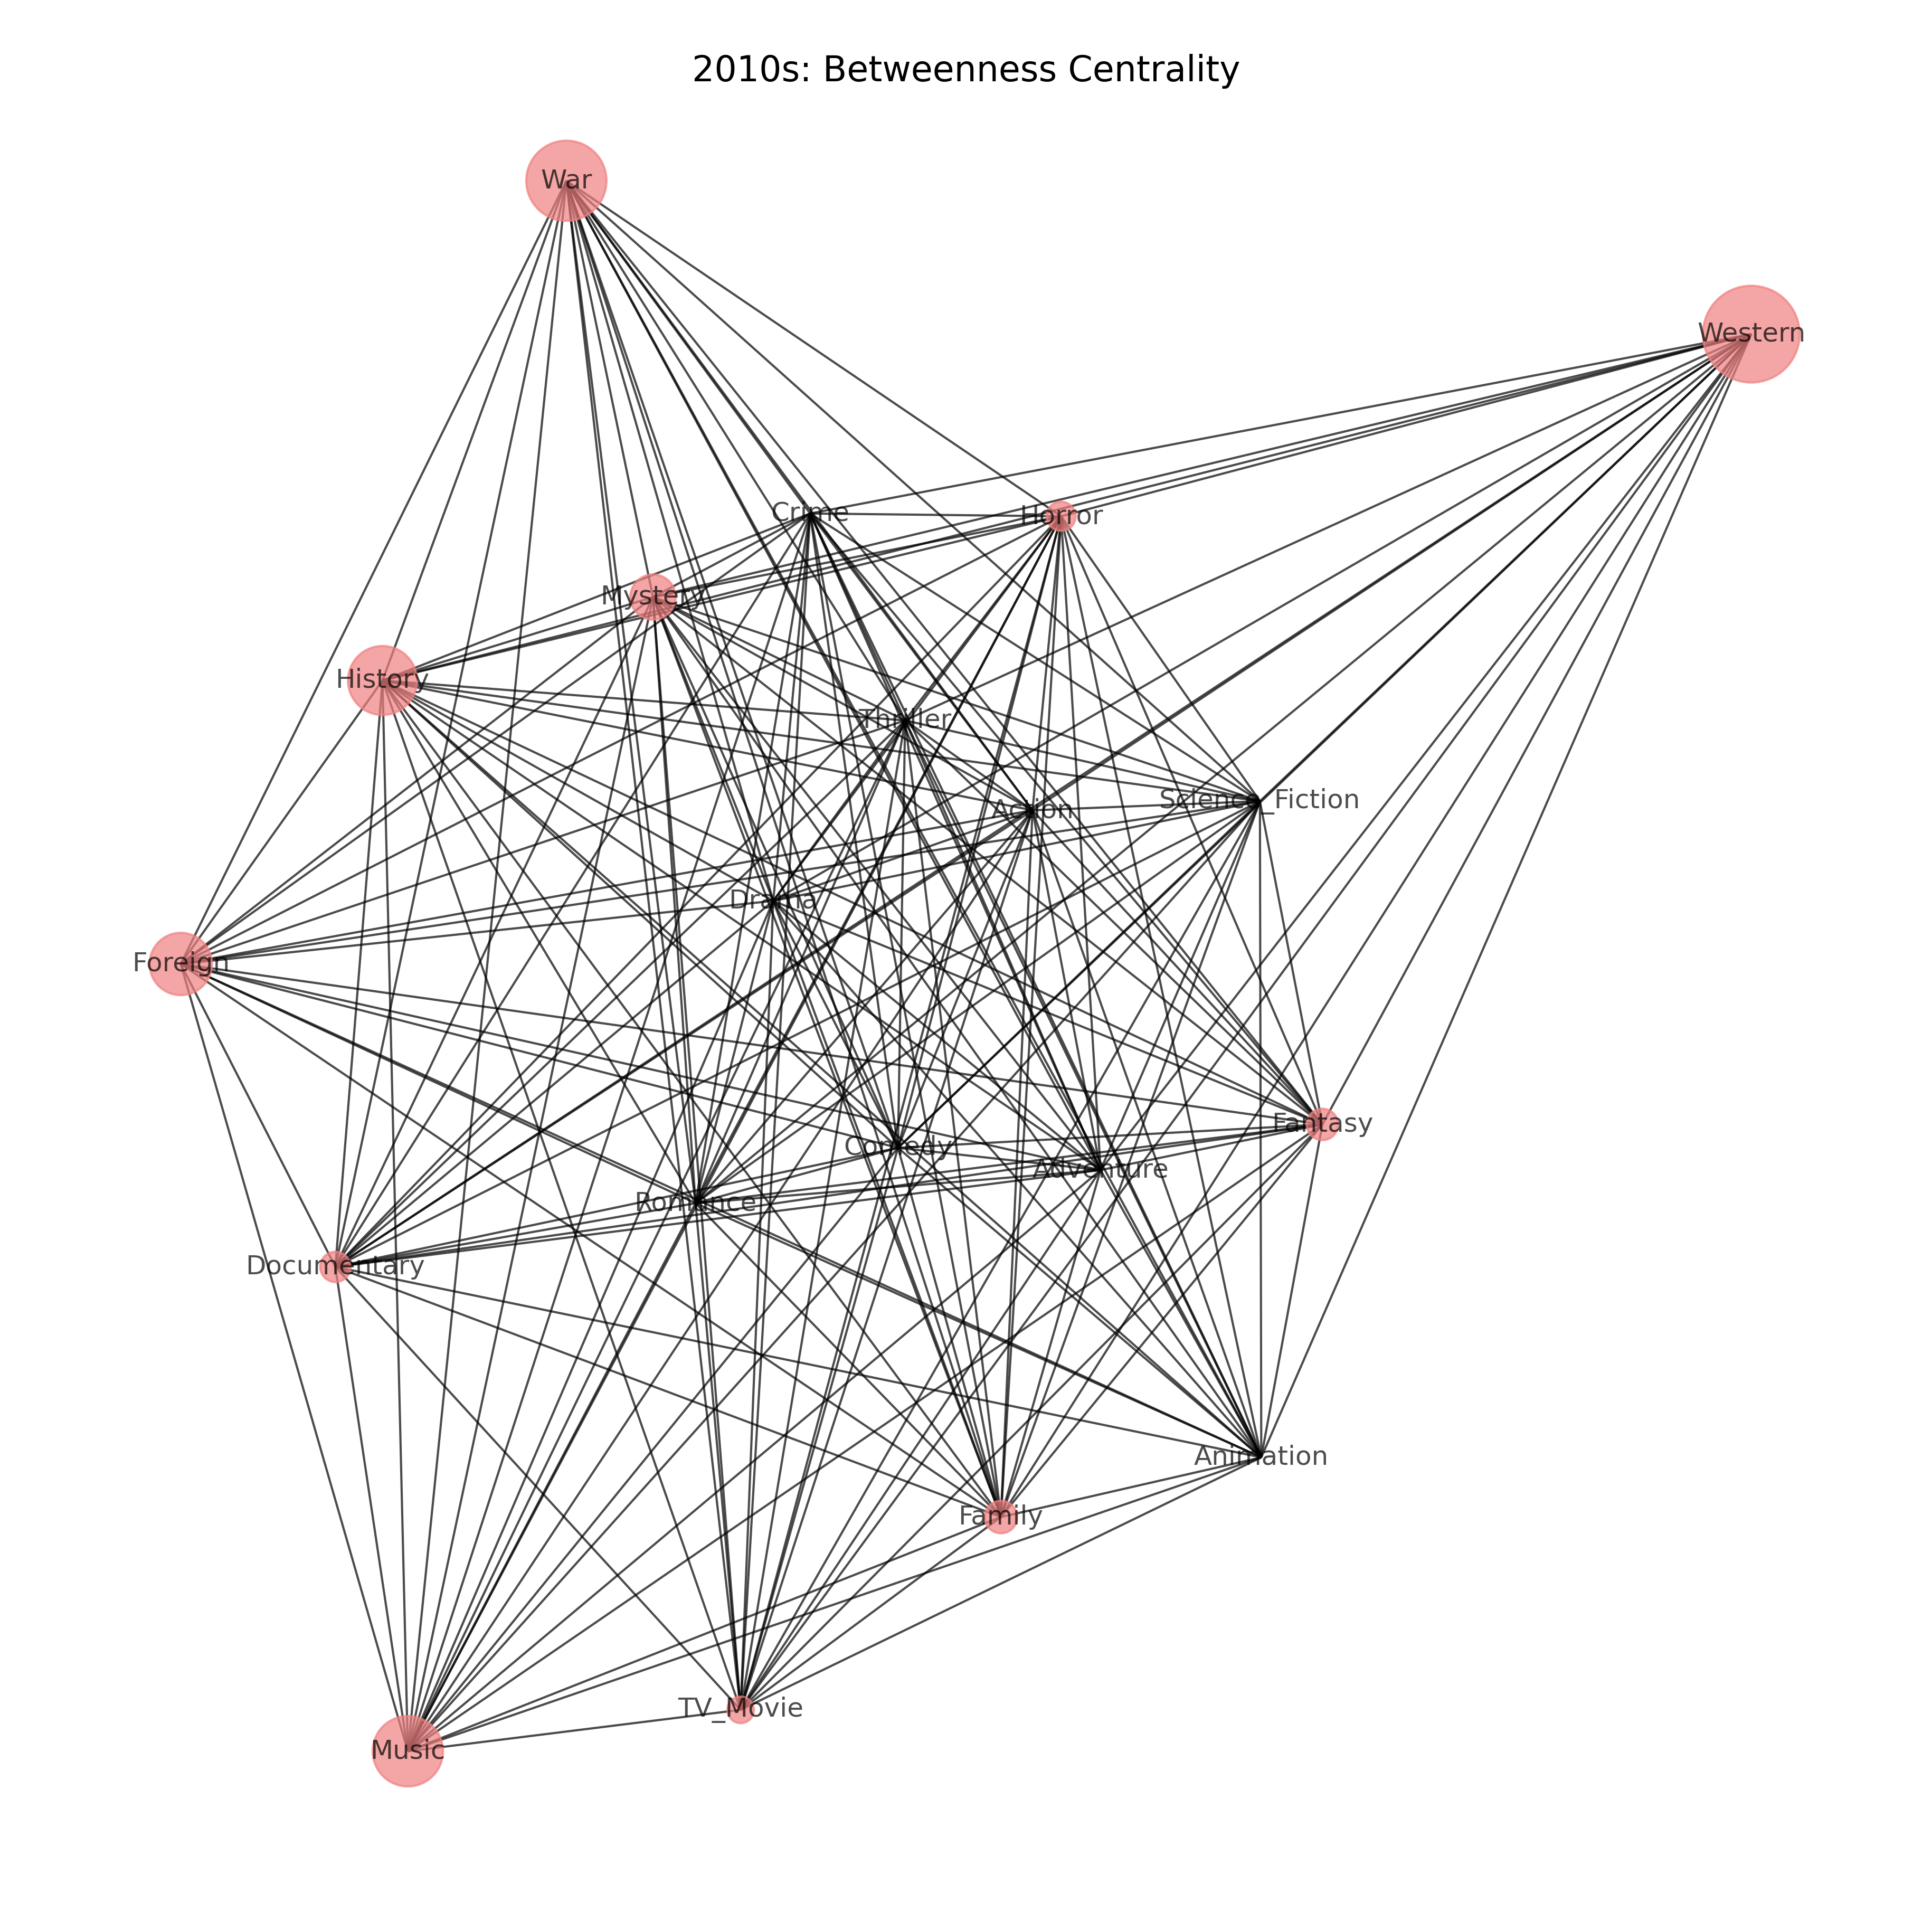 2010s: Betweenness Centrality
War
Western
Crime
Horror
Mystery
History
Thriller
Science_Fiction
Action
Drama
Foreign
Fantasy
Comedy
Adventure
Romance
Documentary
Animation
Family
TV_Movie
Music